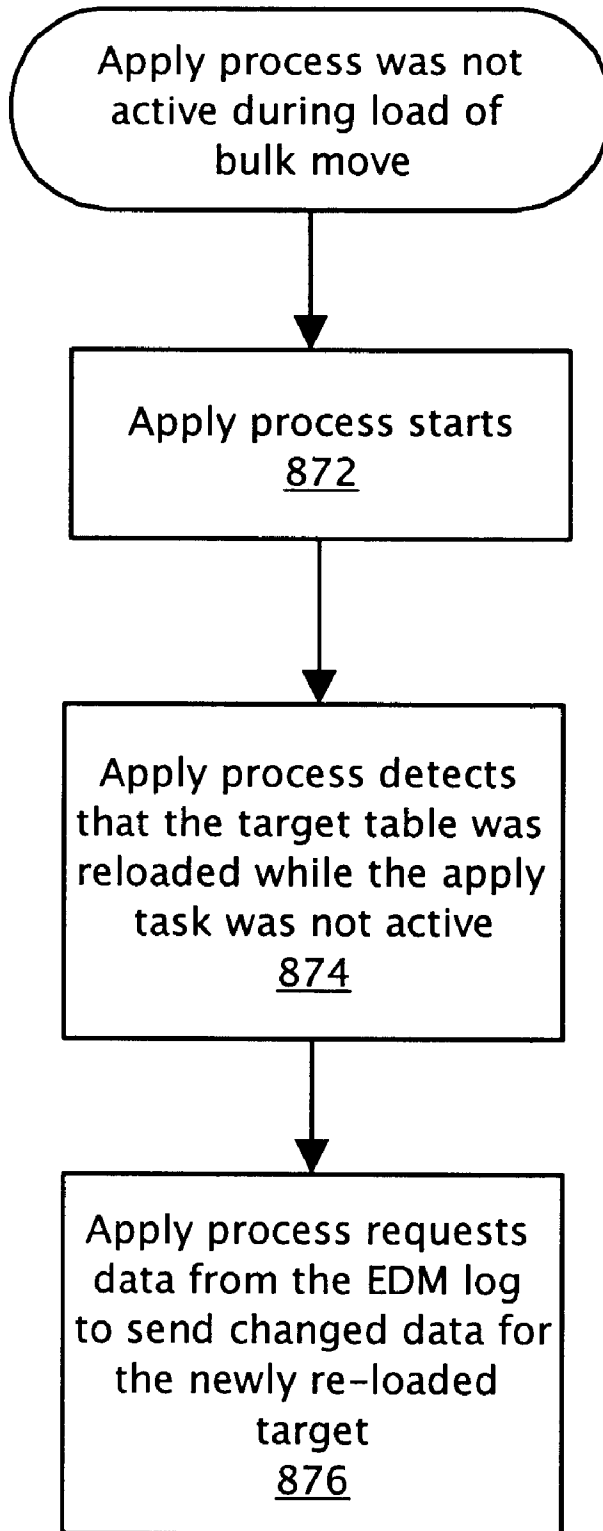 Apply process was not
active during load of
bulk move
Apply process starts
872
Apply process detects
that the target table was
reloaded while the apply
task was not active
874
Apply process requests
data from the EDM log
to send changed data for
the newly re-loaded
target
876